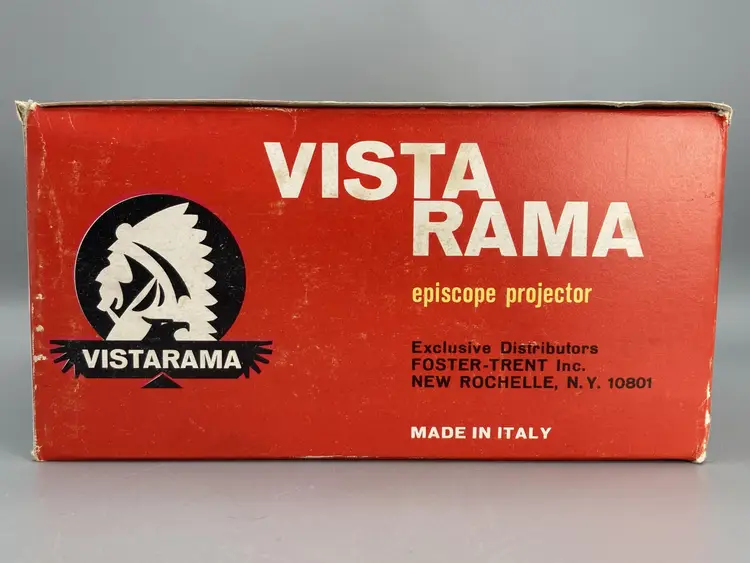 VISTA
RAMA
episcope projector
VISTARAMA
Exclusive Distributors
FOSTER-TRENT Inc.
NEW ROCHELLE, N.Y. 10801
MADE IN ITALY